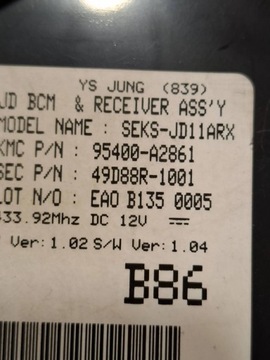 YS JUNG (839)
JD BCM & RECEIVER ASS'Y
MODEL NAME : SEKS-JD11ARX
KMC P/N : 95400-A2861
SEC P/N : 49D88R-1001
LOT N/O : EAO B135 0005
433.92Mhz DC 12V
Ver: 1.02 S/W Ver: 1.04
B86